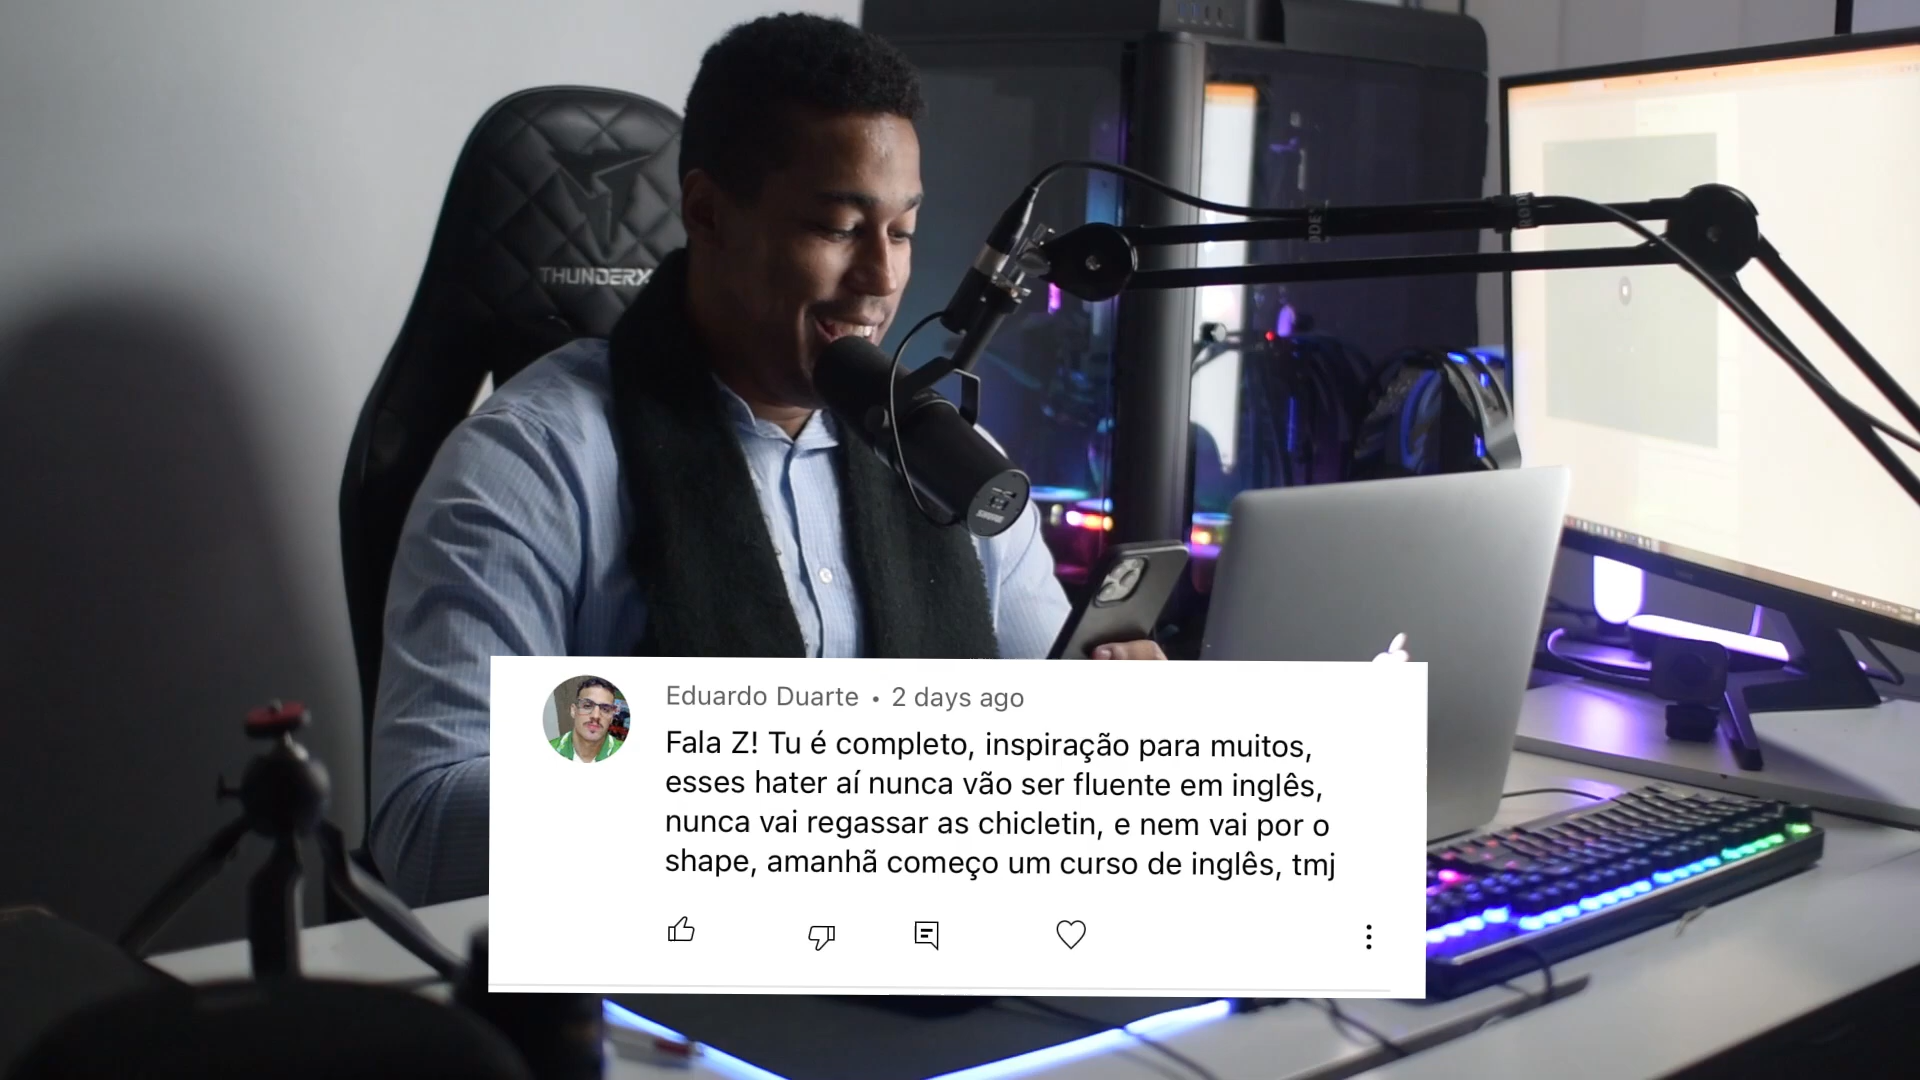 THUNDERX
SHURE
Eduardo Duarte • 2 days ago
Fala Z! Tu é completo, inspiração para muitos,
esses hater aí nunca vão ser fluente em inglês,
nunca vai regassar as chicletin, e nem vai por o
shape, amanhã começo um curso de inglês, tmj